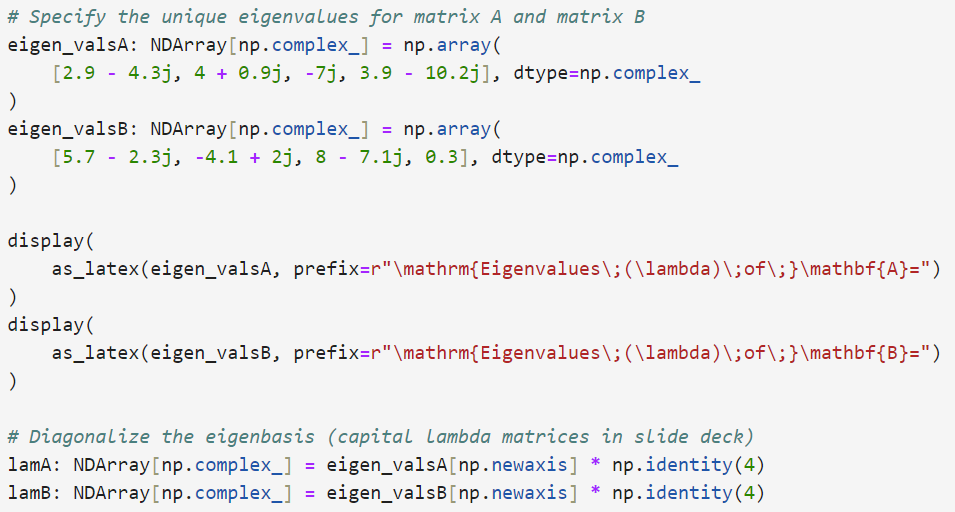 # Specify the unique eigenvalues for matrix A and matrix B
eigen_valsA: NDArray[np.complex_] = np.array(
    [2.9 - 4.3j, 4 + 0.9j, -7j, 3.9 - 10.2j], dtype=np.complex_
)
eigen_valsB: NDArray[np.complex_] = np.array(
    [5.7 - 2.3j, -4.1 + 2j, 8 - 7.1j, 0.3], dtype=np.complex_
)

display(
    as_latex(eigen_valsA, prefix=r"\mathrm{Eigenvalues\;(\lambda)\;of\;}\mathbf{A}=")
)
display(
    as_latex(eigen_valsB, prefix=r"\mathrm{Eigenvalues\;(\lambda)\;of\;}\mathbf{B}=")
)

# Diagonalize the eigenbasis (capital lambda matrices in slide deck)
lamA: NDArray[np.complex_] = eigen_valsA[np.newaxis] * np.identity(4)
lamB: NDArray[np.complex_] = eigen_valsB[np.newaxis] * np.identity(4)